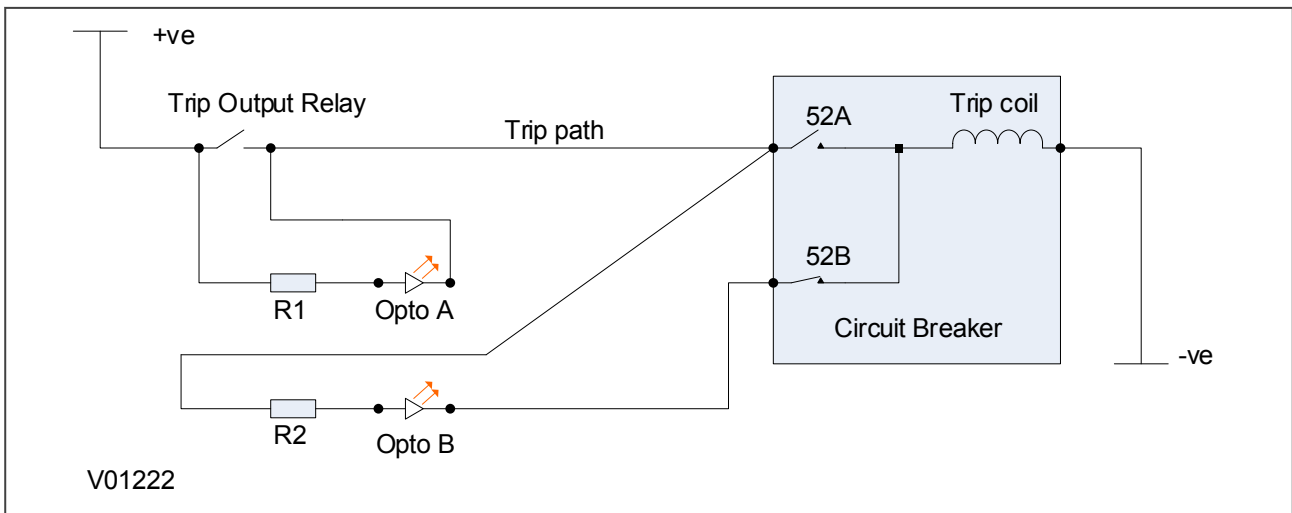 +ve
Trip Output Relay
Trip path
52A
Trip coil
R1
Opto A
52B
Circuit Breaker
-ve
R2
Opto B
V01222